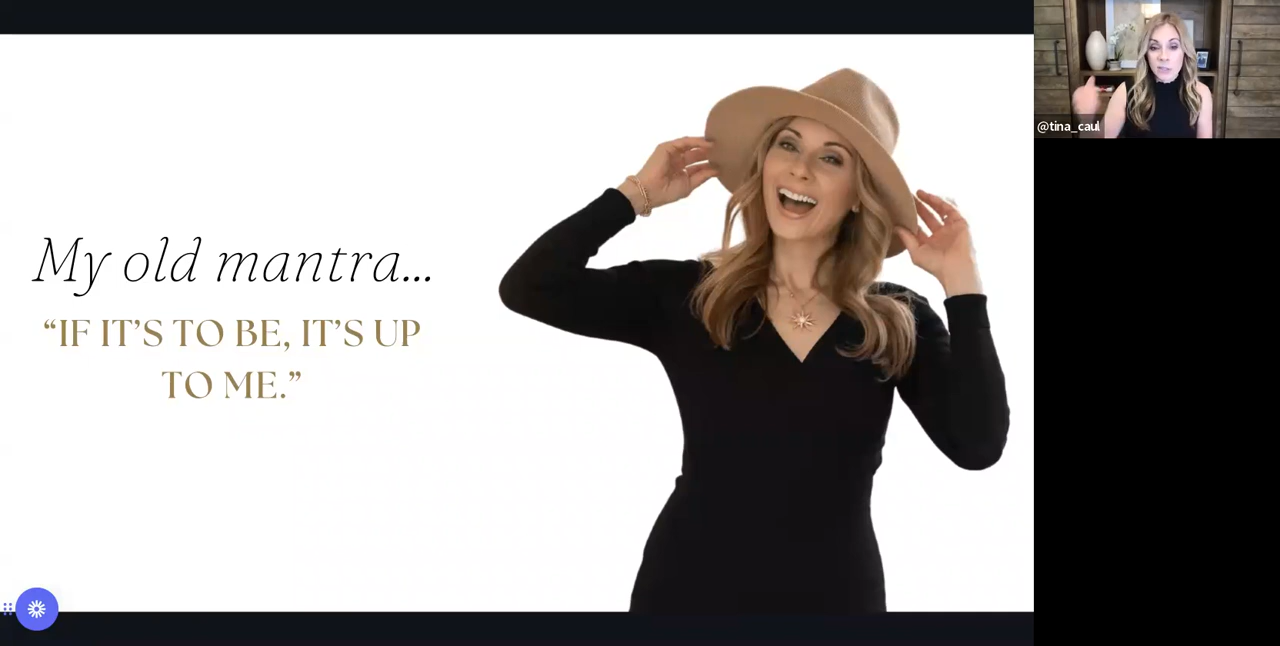 My old mantra...
“IF IT’S TO BE, IT’S UP
TO ME.”
@tina_caul